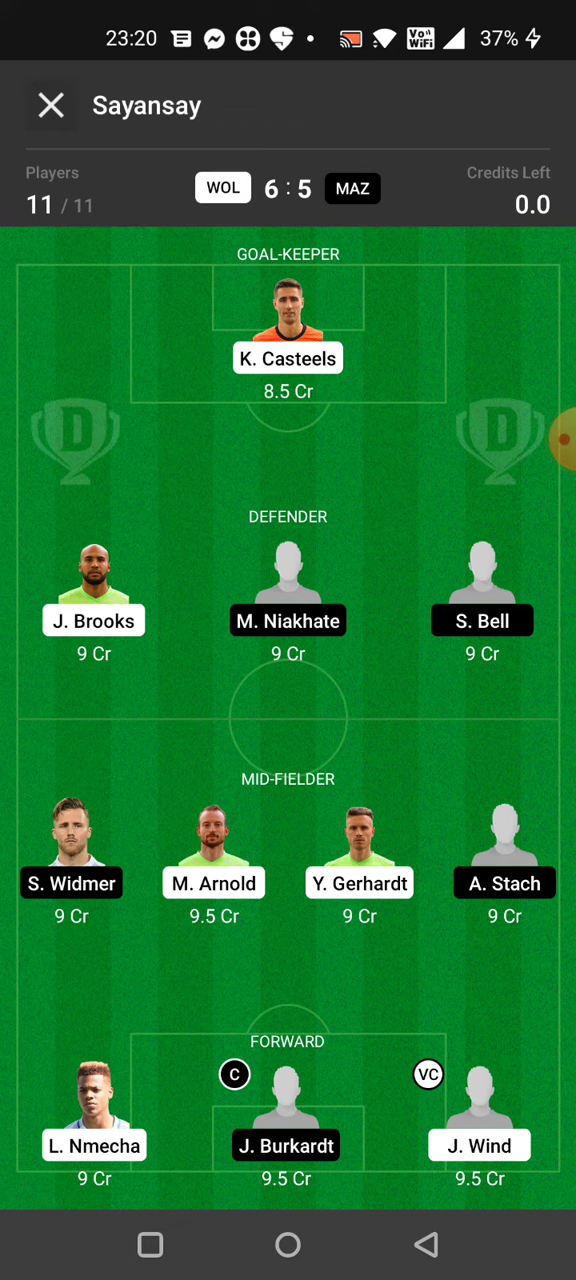 23:20 Vo WiFi 37%
Sayansay
Players
Credits Left
11 / 11
WOL 6 : 5 MAZ
0.0
GOAL-KEEPER
K. Casteels
8.5 Cr
D D
DEFENDER
J. Brooks M. Niakhate S. Bell
9 Cr 9 Cr 9 Cr
MID-FIELDER
S. Widmer M. Arnold Y. Gerhardt A. Stach
9 Cr 9.5 Cr 9 Cr 9 Cr
FORWARD
C VC
L. Nmecha J. Burkardt J. Wind
9 Cr 9.5 Cr 9.5 Cr